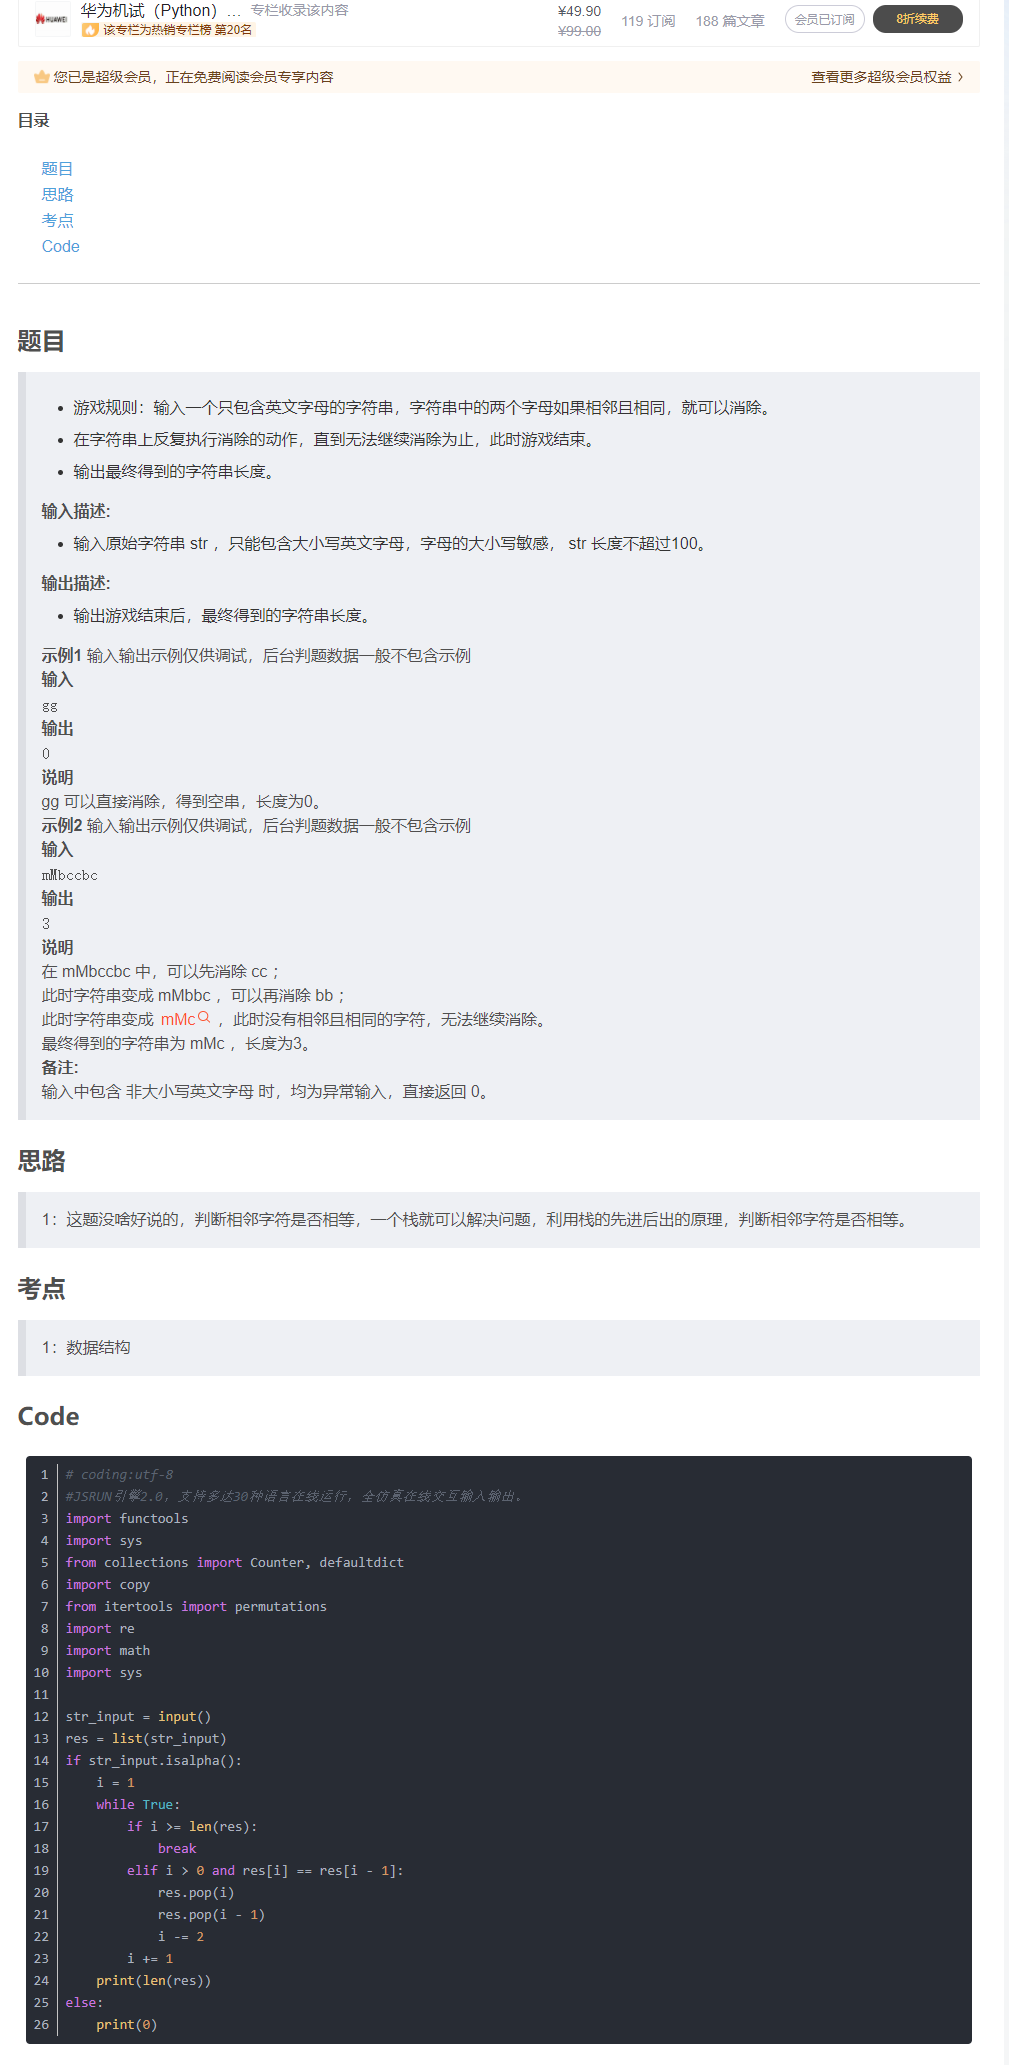 HUAWEI
华为机试（Python）... 专栏收录该内容
该专栏为热销专栏榜 第20名
¥49.90
¥99.00
119 订阅 188 篇文章 会员已订阅 8折续费
您已是超级会员，正在免费阅读会员专享内容 查看更多超级会员权益 >
目录
题目
思路
考点
Code
题目
• 游戏规则：输入一个只包含英文字母的字符串，字符串中的两个字母如果相邻且相同，就可以消除。
• 在字符串上反复执行消除的动作，直到无法继续消除为止，此时游戏结束。
• 输出最终得到的字符串长度。
输入描述：
• 输入原始字符串 str ，只能包含大小写英文字母，字母的大小写敏感， str 长度不超过100。
输出描述：
• 输出游戏结束后，最终得到的字符串长度。
示例1 输入输出示例仅供调试，后台判题数据一般不包含示例
输入
gg
输出
0
说明
gg 可以直接消除，得到空串，长度为0。
示例2 输入输出示例仅供调试，后台判题数据一般不包含示例
输入
mMbccbc
输出
3
说明
在 mMbccbc 中，可以先消除 cc ；
此时字符串变成 mMbbc ，可以再消除 bb ；
此时字符串变成 mMc ，此时没有相邻且相同的字符，无法继续消除。
最终得到的字符串为 mMc ，长度为3。
备注：
输入中包含 非大小写英文字母 时，均为异常输入，直接返回 0。
思路
1：这题没啥好说的，判断相邻字符是否相等，一个栈就可以解决问题，利用栈的先进后出的原理，判断相邻字符是否相等。
考点
1：数据结构
Code
1 # coding:utf-8
2 #JSRUN引擎2.0，支持多达30种语言在线运行，全仿真在线交互输入输出。
3 import functools
4 import sys
5 from collections import Counter, defaultdict
6 import copy
7 from itertools import permutations
8 import re
9 import math
10 import sys
11
12 str_input = input()
13 res = list(str_input)
14 if str_input.isalpha():
15     i = 1
16     while True:
17         if i >= len(res):
18             break
19         elif i > 0 and res[i] == res[i - 1]:
20             res.pop(i)
21             res.pop(i - 1)
22             i -= 2
23         i += 1
24     print(len(res))
25 else:
26     print(0)